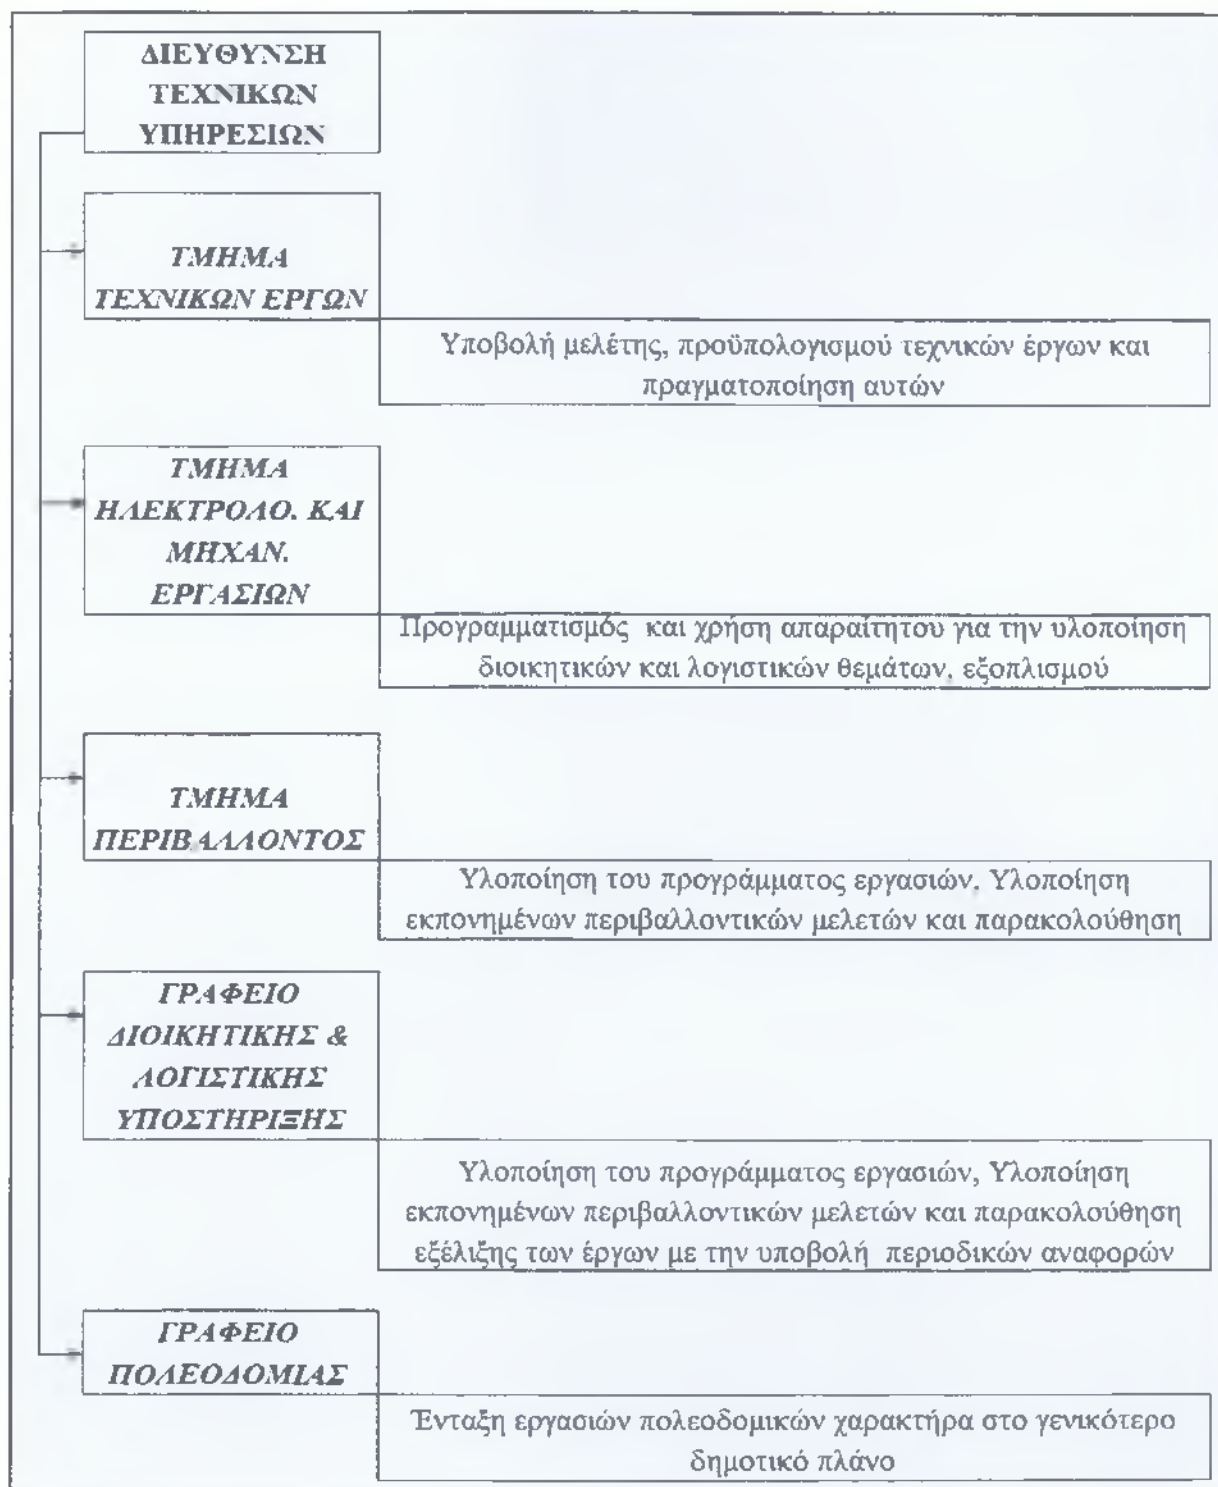 ΔΙΕΥΘΥΝΣΗ
ΤΕΧΝΙΚΩΝ
ΥΠΗΡΕΣΙΩΝ
ΤΜΗΜΑ
ΤΕΧΝΙΚΩΝ ΕΡΓΩΝ
Υποβολή μελέτης, προϋπολογισμού τεχνικών έργων και
πραγματοποίηση αυτών
ΤΜΗΜΑ
ΗΛΕΚΤΡΟΛΟ. ΚΑΙ
ΜΗΧΑΝ.
ΕΡΓΑΣΙΩΝ
Προγραμματισμός και χρήση απαραίτητου για την υλοποίηση
διοικητικών και λογιστικών θεμάτων, εξοπλισμού
ΤΜΗΜΑ
ΠΕΡΙΒΑΛΛΟΝΤΟΣ
Υλοποίηση του προγράμματος εργασιών, Υλοποίηση
εκπονημένων περιβαλλοντικών μελετών και παρακολούθηση
ΓΡΑΦΕΙΟ
ΔΙΟΙΚΗΤΙΚΗΣ &
ΛΟΓΙΣΤΙΚΗΣ
ΥΠΟΣΤΗΡΙΞΗΣ
Υλοποίηση του προγράμματος εργασιών, Υλοποίηση
εκπονημένων περιβαλλοντικών μελετών και παρακολούθηση
εξέλιξης των έργων με την υποβολή περιοδικών αναφορών
ΓΡΑΦΕΙΟ
ΠΟΛΕΟΔΟΜΙΑΣ
Ένταξη εργασιών πολεοδομικών χαρακτήρα στο γενικότερο
δημοτικό πλάνο